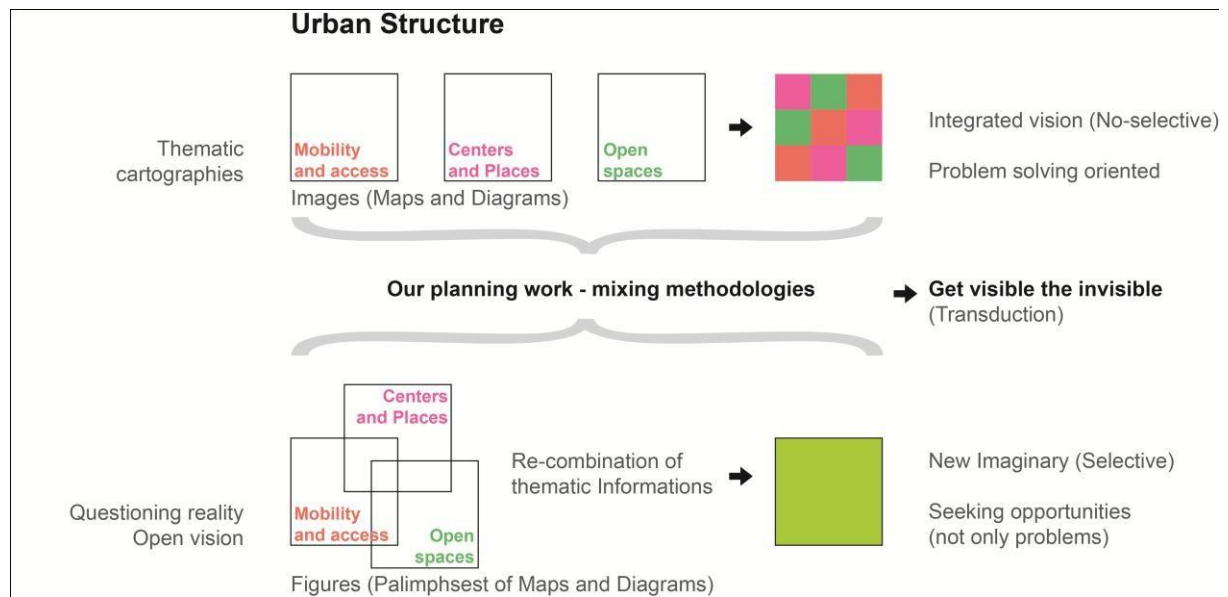 Urban Structure
Thematic
cartographies
Mobility
and access
Centers
and Places
Open
spaces
Images (Maps and Diagrams)
Integrated vision (No-selective)
Problem solving oriented
Our planning work - mixing methodologies
Get visible the invisible
(Transduction)
Questioning reality
Open vision
Centers
and Places
Mobility
and access
Open
spaces
Figures (Palimphsest of Maps and Diagrams)
Re-combination of
thematic Informations
New Imaginary (Selective)
Seeking opportunities
(not only problems)